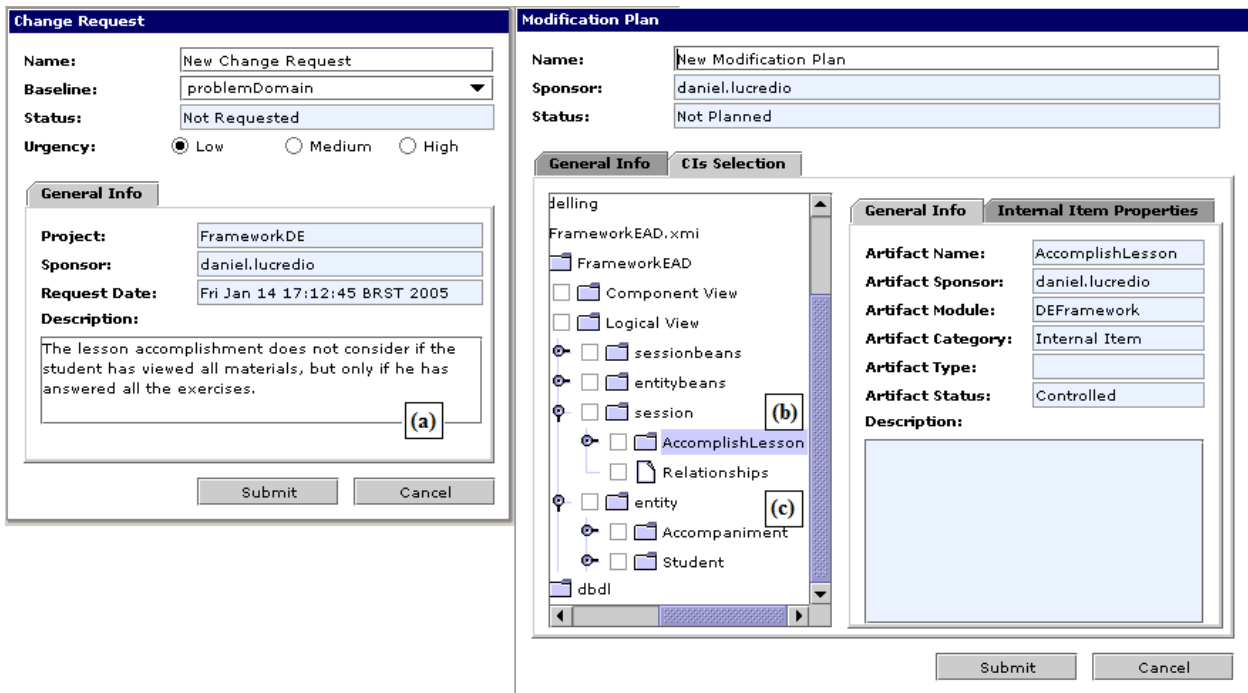 Change Request
Name: New Change Request
Baseline: problemDomain
Status: Not Requested
Urgency: Low Medium High
General Info
Project: FrameworkDE
Sponsor: daniel.lucredio
Request Date: Fri Jan 14 17:12:45 BRST 2005
Description:
The lesson accomplishment does not consider if the
student has viewed all materials, but only if he has
answered all the exercises.
(a)
Submit Cancel
Modification Plan
Name: New Modification Plan
Sponsor: daniel.lucredio
Status: Not Planned
General Info CIs Selection
delling
FrameworkEAD.xmi
FrameworkEAD
Component View
Logical View
sessionbeans
entitybeans
session
(b)
AccomplishLesson
Relationships
entity
(c)
Accompaniment
Student
dbdl
General Info Internal Item Properties
Artifact Name: AccomplishLesson
Artifact Sponsor: daniel.lucredio
Artifact Module: DEFramework
Artifact Category: Internal Item
Artifact Type:
Artifact Status: Controlled
Description:
Submit Cancel